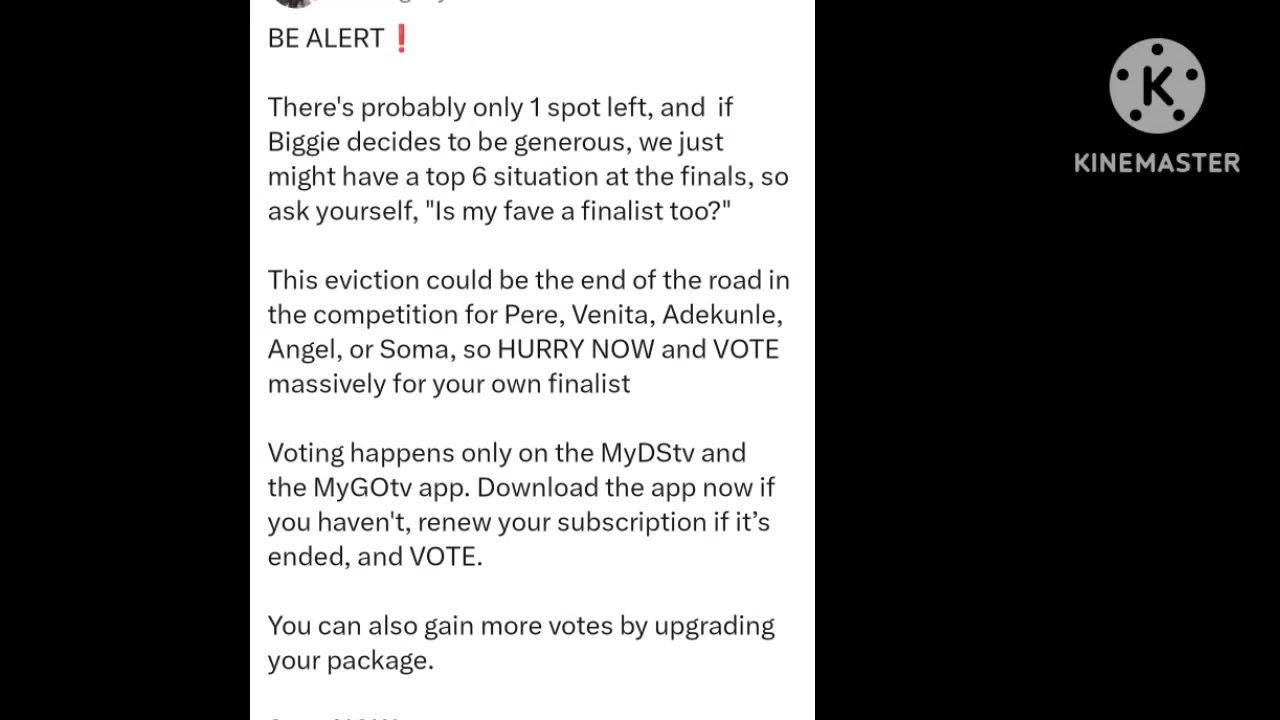 BE ALERT❗
There's probably only 1 spot left, and  if
Biggie decides to be generous, we just
might have a top 6 situation at the finals, so
ask yourself, "Is my fave a finalist too?"
This eviction could be the end of the road in
the competition for Pere, Venita, Adekunle,
Angel, or Soma, so HURRY NOW and VOTE
massively for your own finalist
Voting happens only on the MyDStv and
the MyGOtv app. Download the app now if
you haven't, renew your subscription if it’s
ended, and VOTE.
You can also gain more votes by upgrading
your package.
K
KINEMASTER